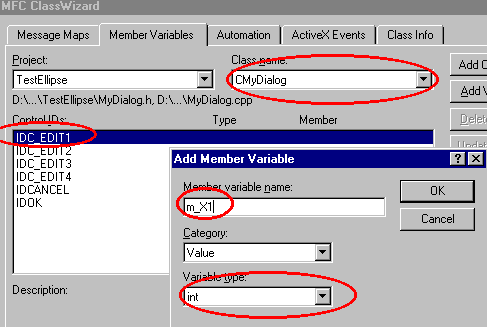 MFC ClassWizard
Message Maps Member Variables Automation ActiveX Events Class Info
Project: Class name:
TestEllipse CMyDialog Add C
D:\...\TestEllipse\MyDialog.h, D:\...\MyDialog.cpp Add V
Control IDs: Type Member Delete
IDC_EDIT1 Update
IDC_EDIT2
IDC_EDIT3
IDC_EDIT4
IDCANCEL
IDOK
Description:
Add Member Variable ? ×
Member variable name: OK
m_X1
Cancel
Category:
Value
Variable type:
int